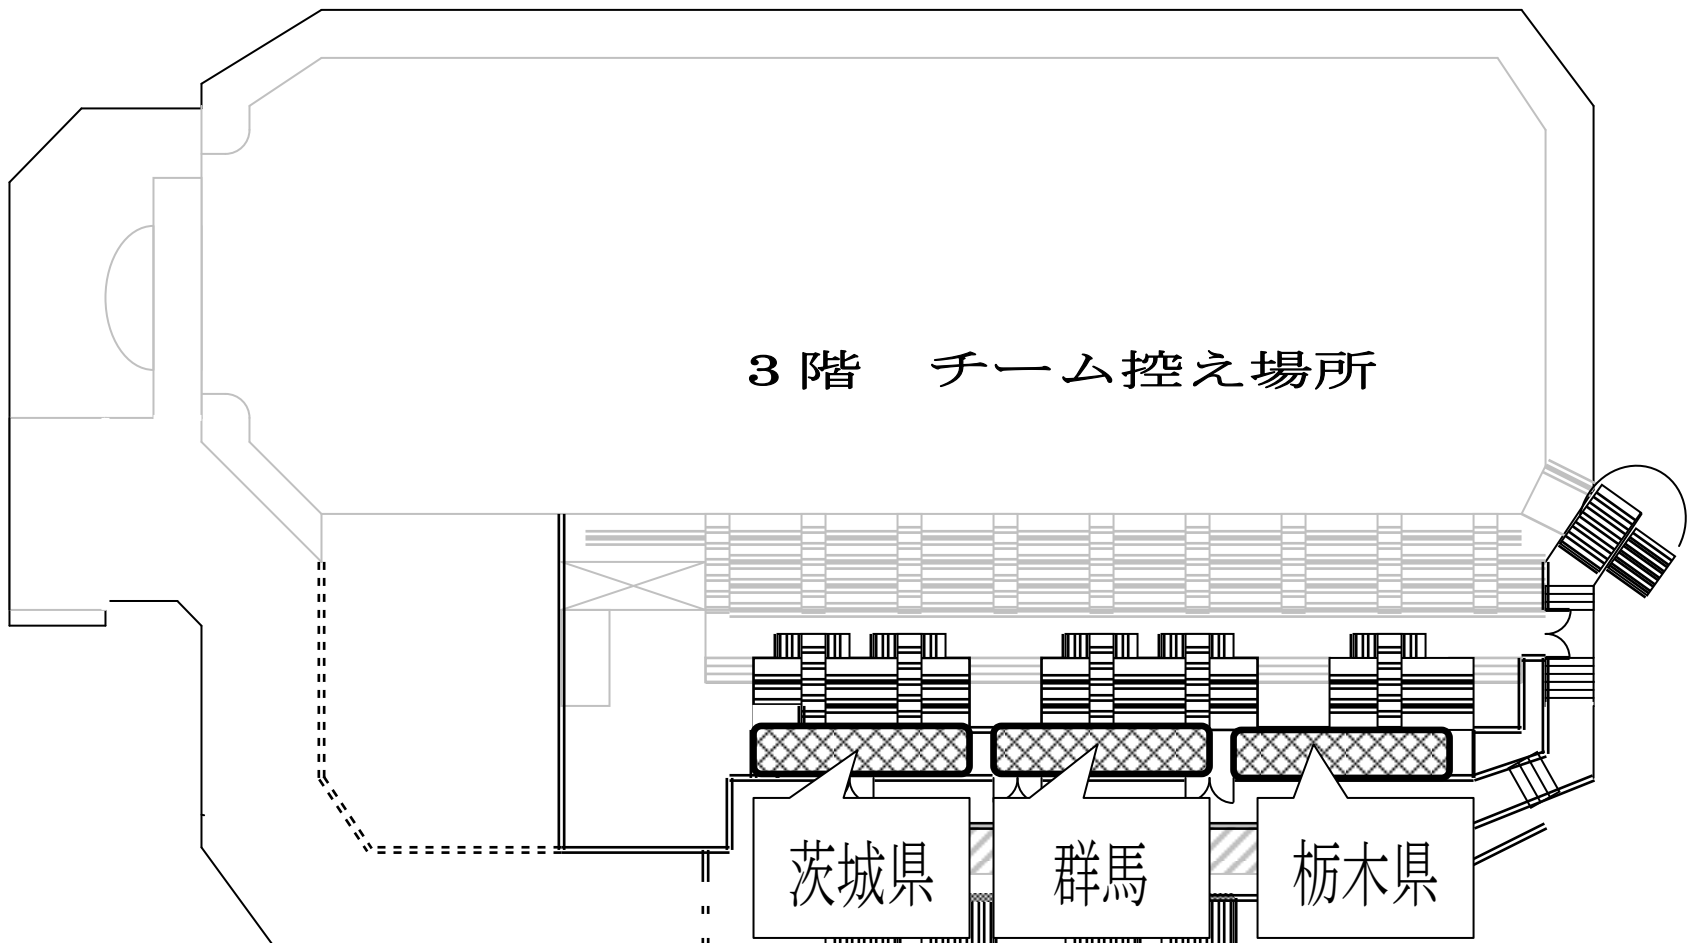 ３階　チーム控え場所
茨城県
群馬
栃木県